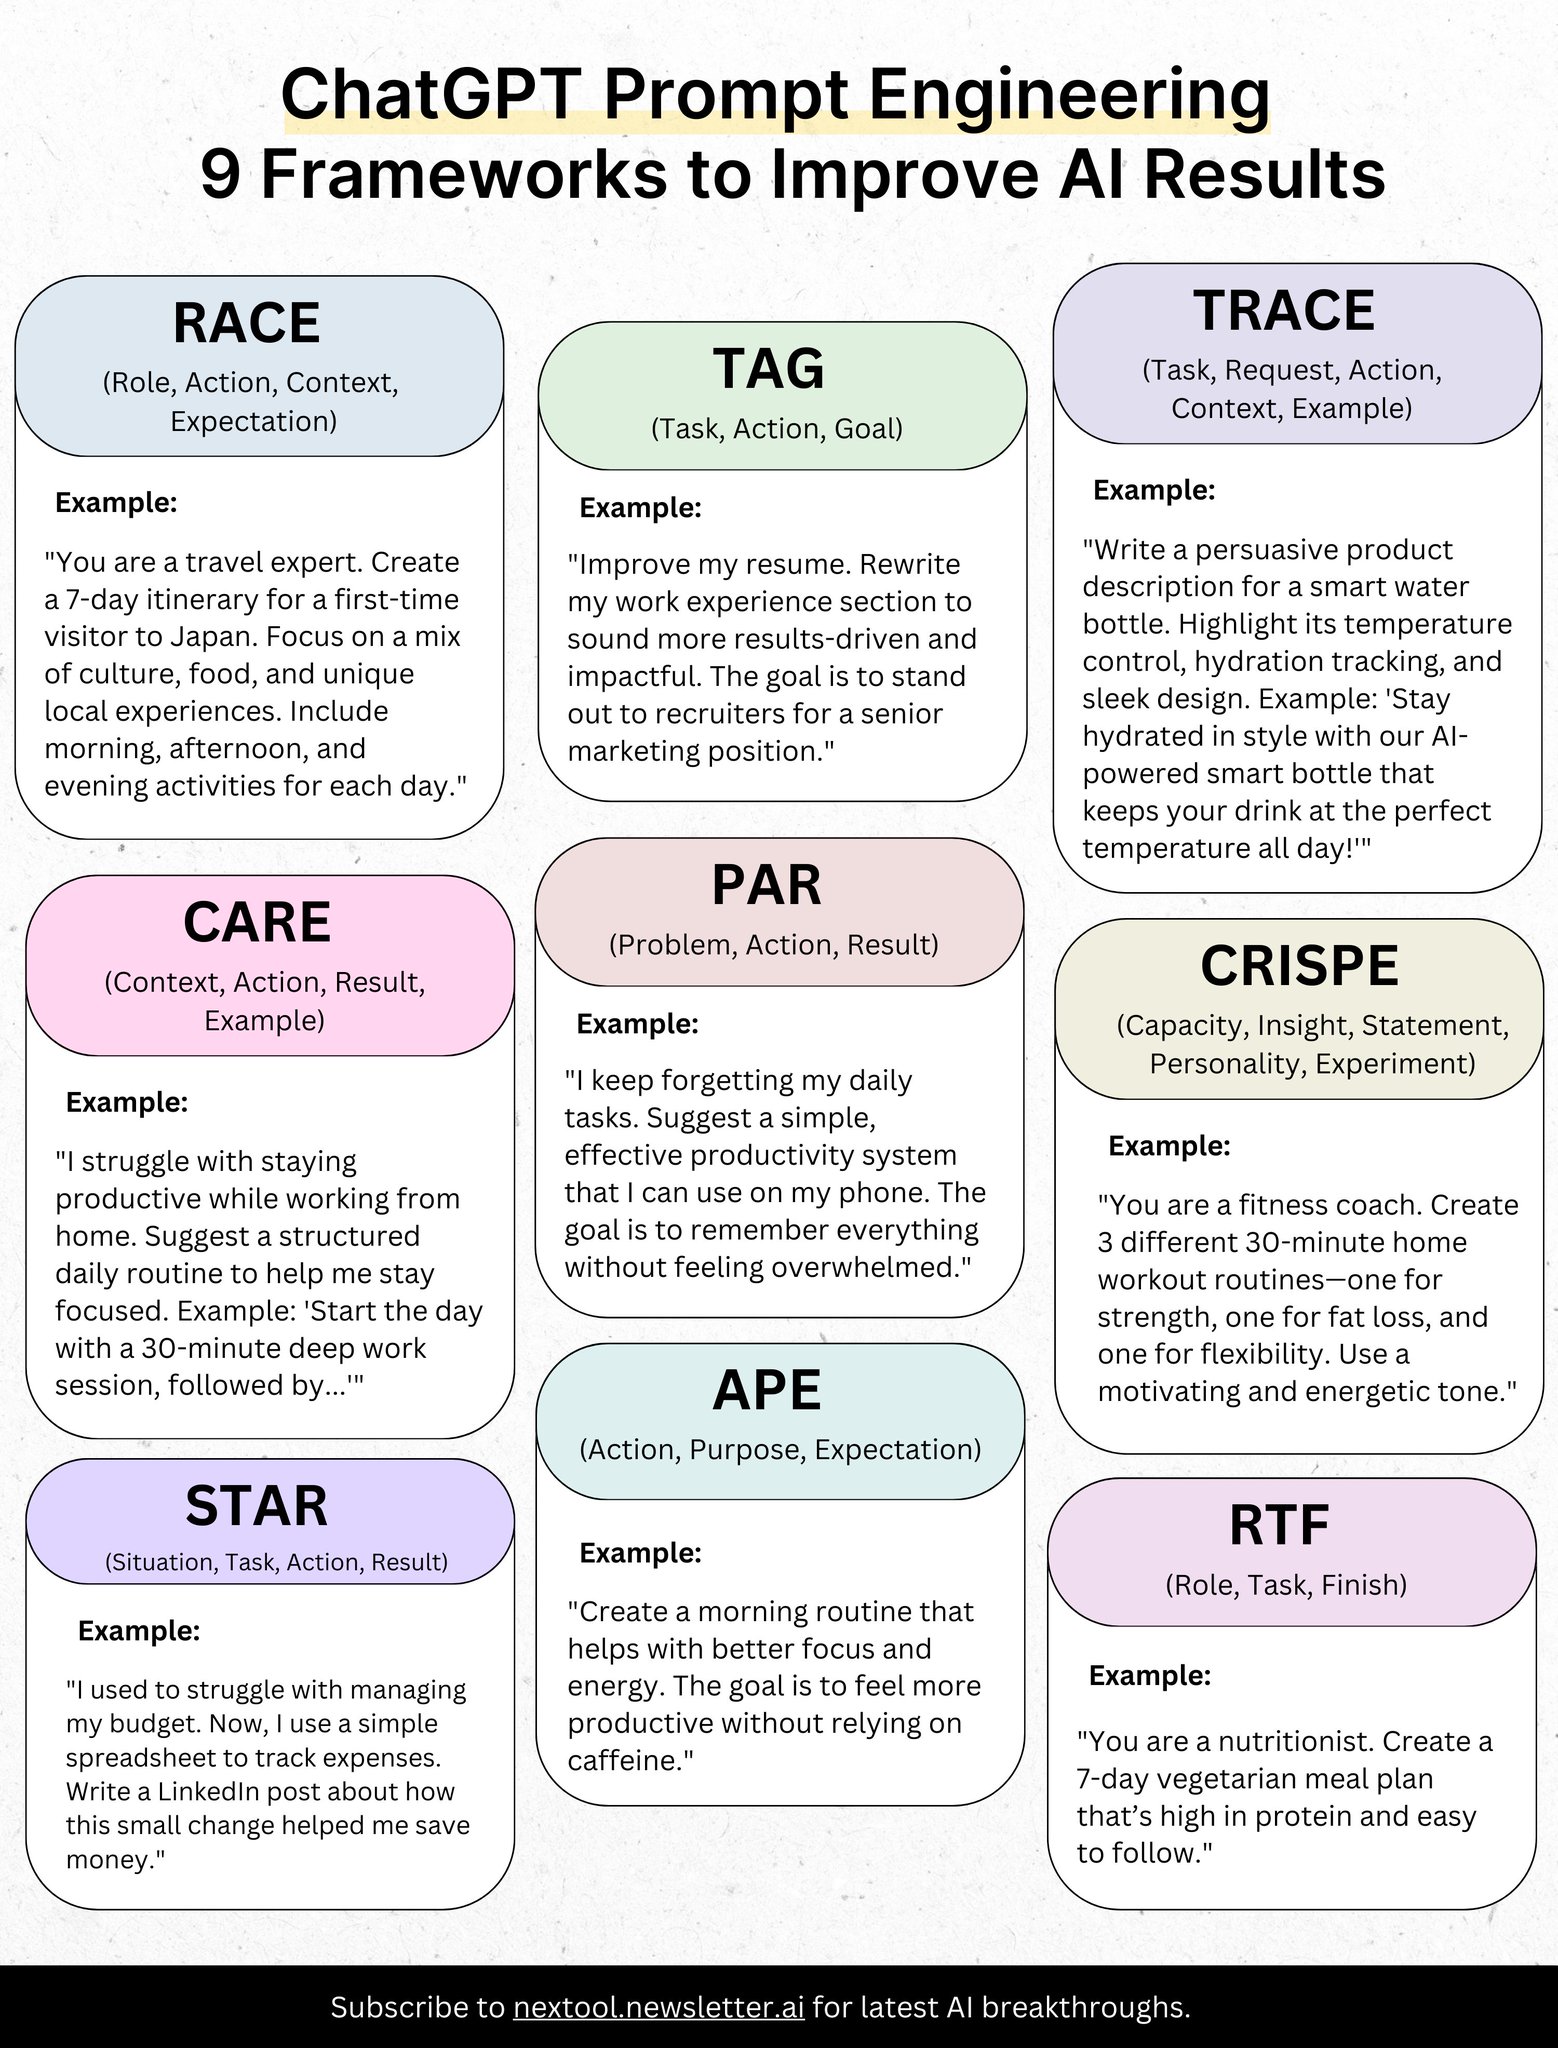 ChatGPT Prompt Engineering
9 Frameworks to Improve AI Results
RACE
(Role, Action, Context,
Expectation)
Example:
"You are a travel expert. Create
a 7-day itinerary for a first-time
visitor to Japan. Focus on a mix
of culture, food, and unique
local experiences. Include
morning, afternoon, and
evening activities for each day."
TAG
(Task, Action, Goal)
Example:
"Improve my resume. Rewrite
my work experience section to
sound more results-driven and
impactful. The goal is to stand
out to recruiters for a senior
marketing position."
TRACE
(Task, Request, Action,
Context, Example)
Example:
"Write a persuasive product
description for a smart water
bottle. Highlight its temperature
control, hydration tracking, and
sleek design. Example: 'Stay
hydrated in style with our AI-
powered smart bottle that
keeps your drink at the perfect
temperature all day!'"
CARE
(Context, Action, Result,
Example)
Example:
"I struggle with staying
productive while working from
home. Suggest a structured
daily routine to help me stay
focused. Example: 'Start the day
with a 30-minute deep work
session, followed by...'"
PAR
(Problem, Action, Result)
Example:
"I keep forgetting my daily
tasks. Suggest a simple,
effective productivity system
that I can use on my phone. The
goal is to remember everything
without feeling overwhelmed."
CRISPE
(Capacity, Insight, Statement,
Personality, Experiment)
Example:
"You are a fitness coach. Create
3 different 30-minute home
workout routines—one for
strength, one for fat loss, and
one for flexibility. Use a
motivating and energetic tone."
STAR
(Situation, Task, Action, Result)
Example:
"I used to struggle with managing
my budget. Now, I use a simple
spreadsheet to track expenses.
Write a LinkedIn post about how
this small change helped me save
money."
APE
(Action, Purpose, Expectation)
Example:
"Create a morning routine that
helps with better focus and
energy. The goal is to feel more
productive without relying on
caffeine."
RTF
(Role, Task, Finish)
Example:
"You are a nutritionist. Create a
7-day vegetarian meal plan
that’s high in protein and easy
to follow."
Subscribe to nextool.newsletter.ai for latest AI breakthroughs.